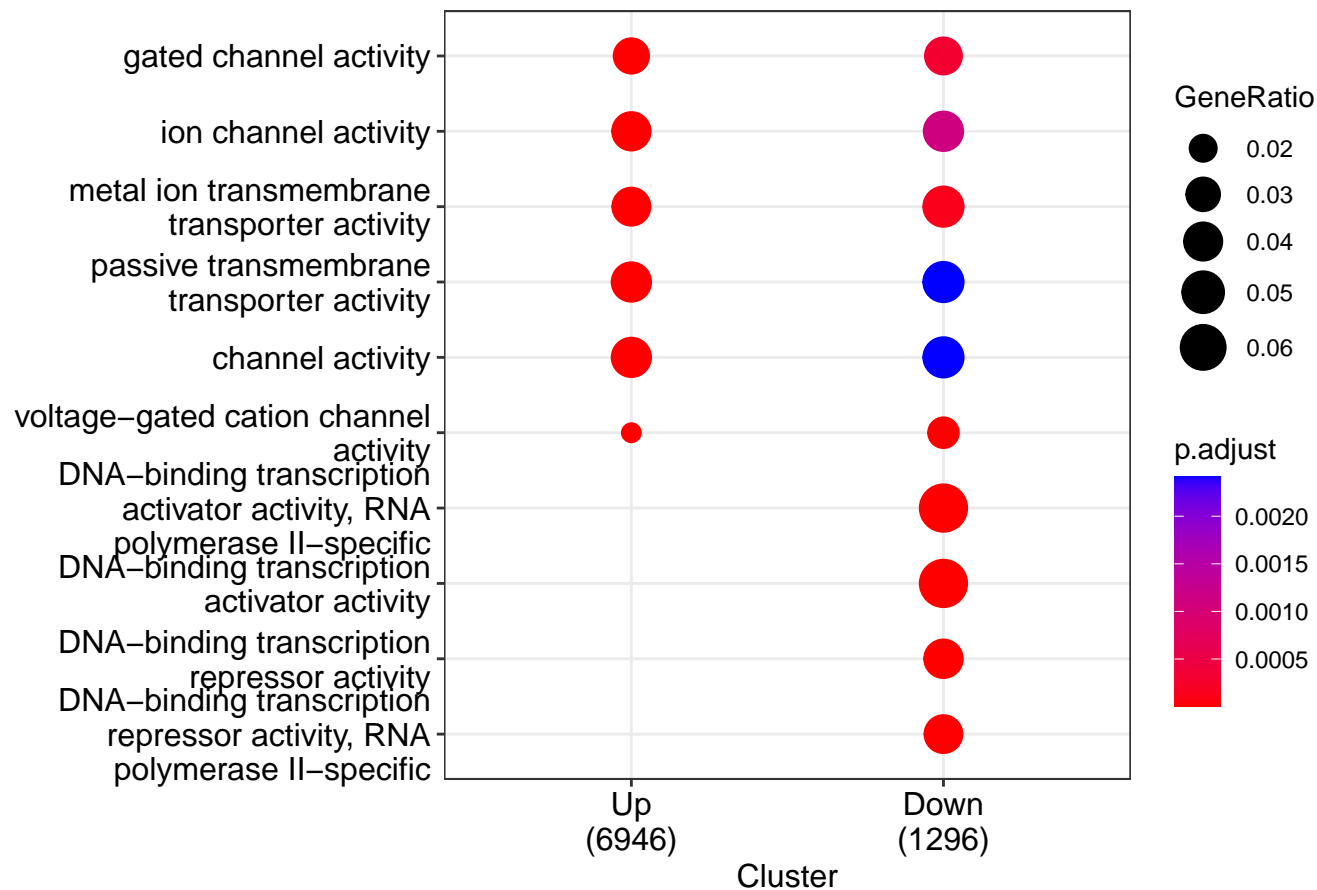 gated channel activity
ion channel activity
metal ion transmembrane
transporter activity
passive transmembrane
transporter activity
channel activity
voltage−gated cation channel
activity
DNA−binding transcription
activator activity, RNA
polymerase II−specific
DNA−binding transcription
activator activity
DNA−binding transcription
repressor activity
DNA−binding transcription
repressor activity, RNA
polymerase II−specific
Up
(6946)
Down
(1296)
Cluster
GeneRatio
0.02
0.03
0.04
0.05
0.06
p.adjust
0.0020
0.0015
0.0010
0.0005